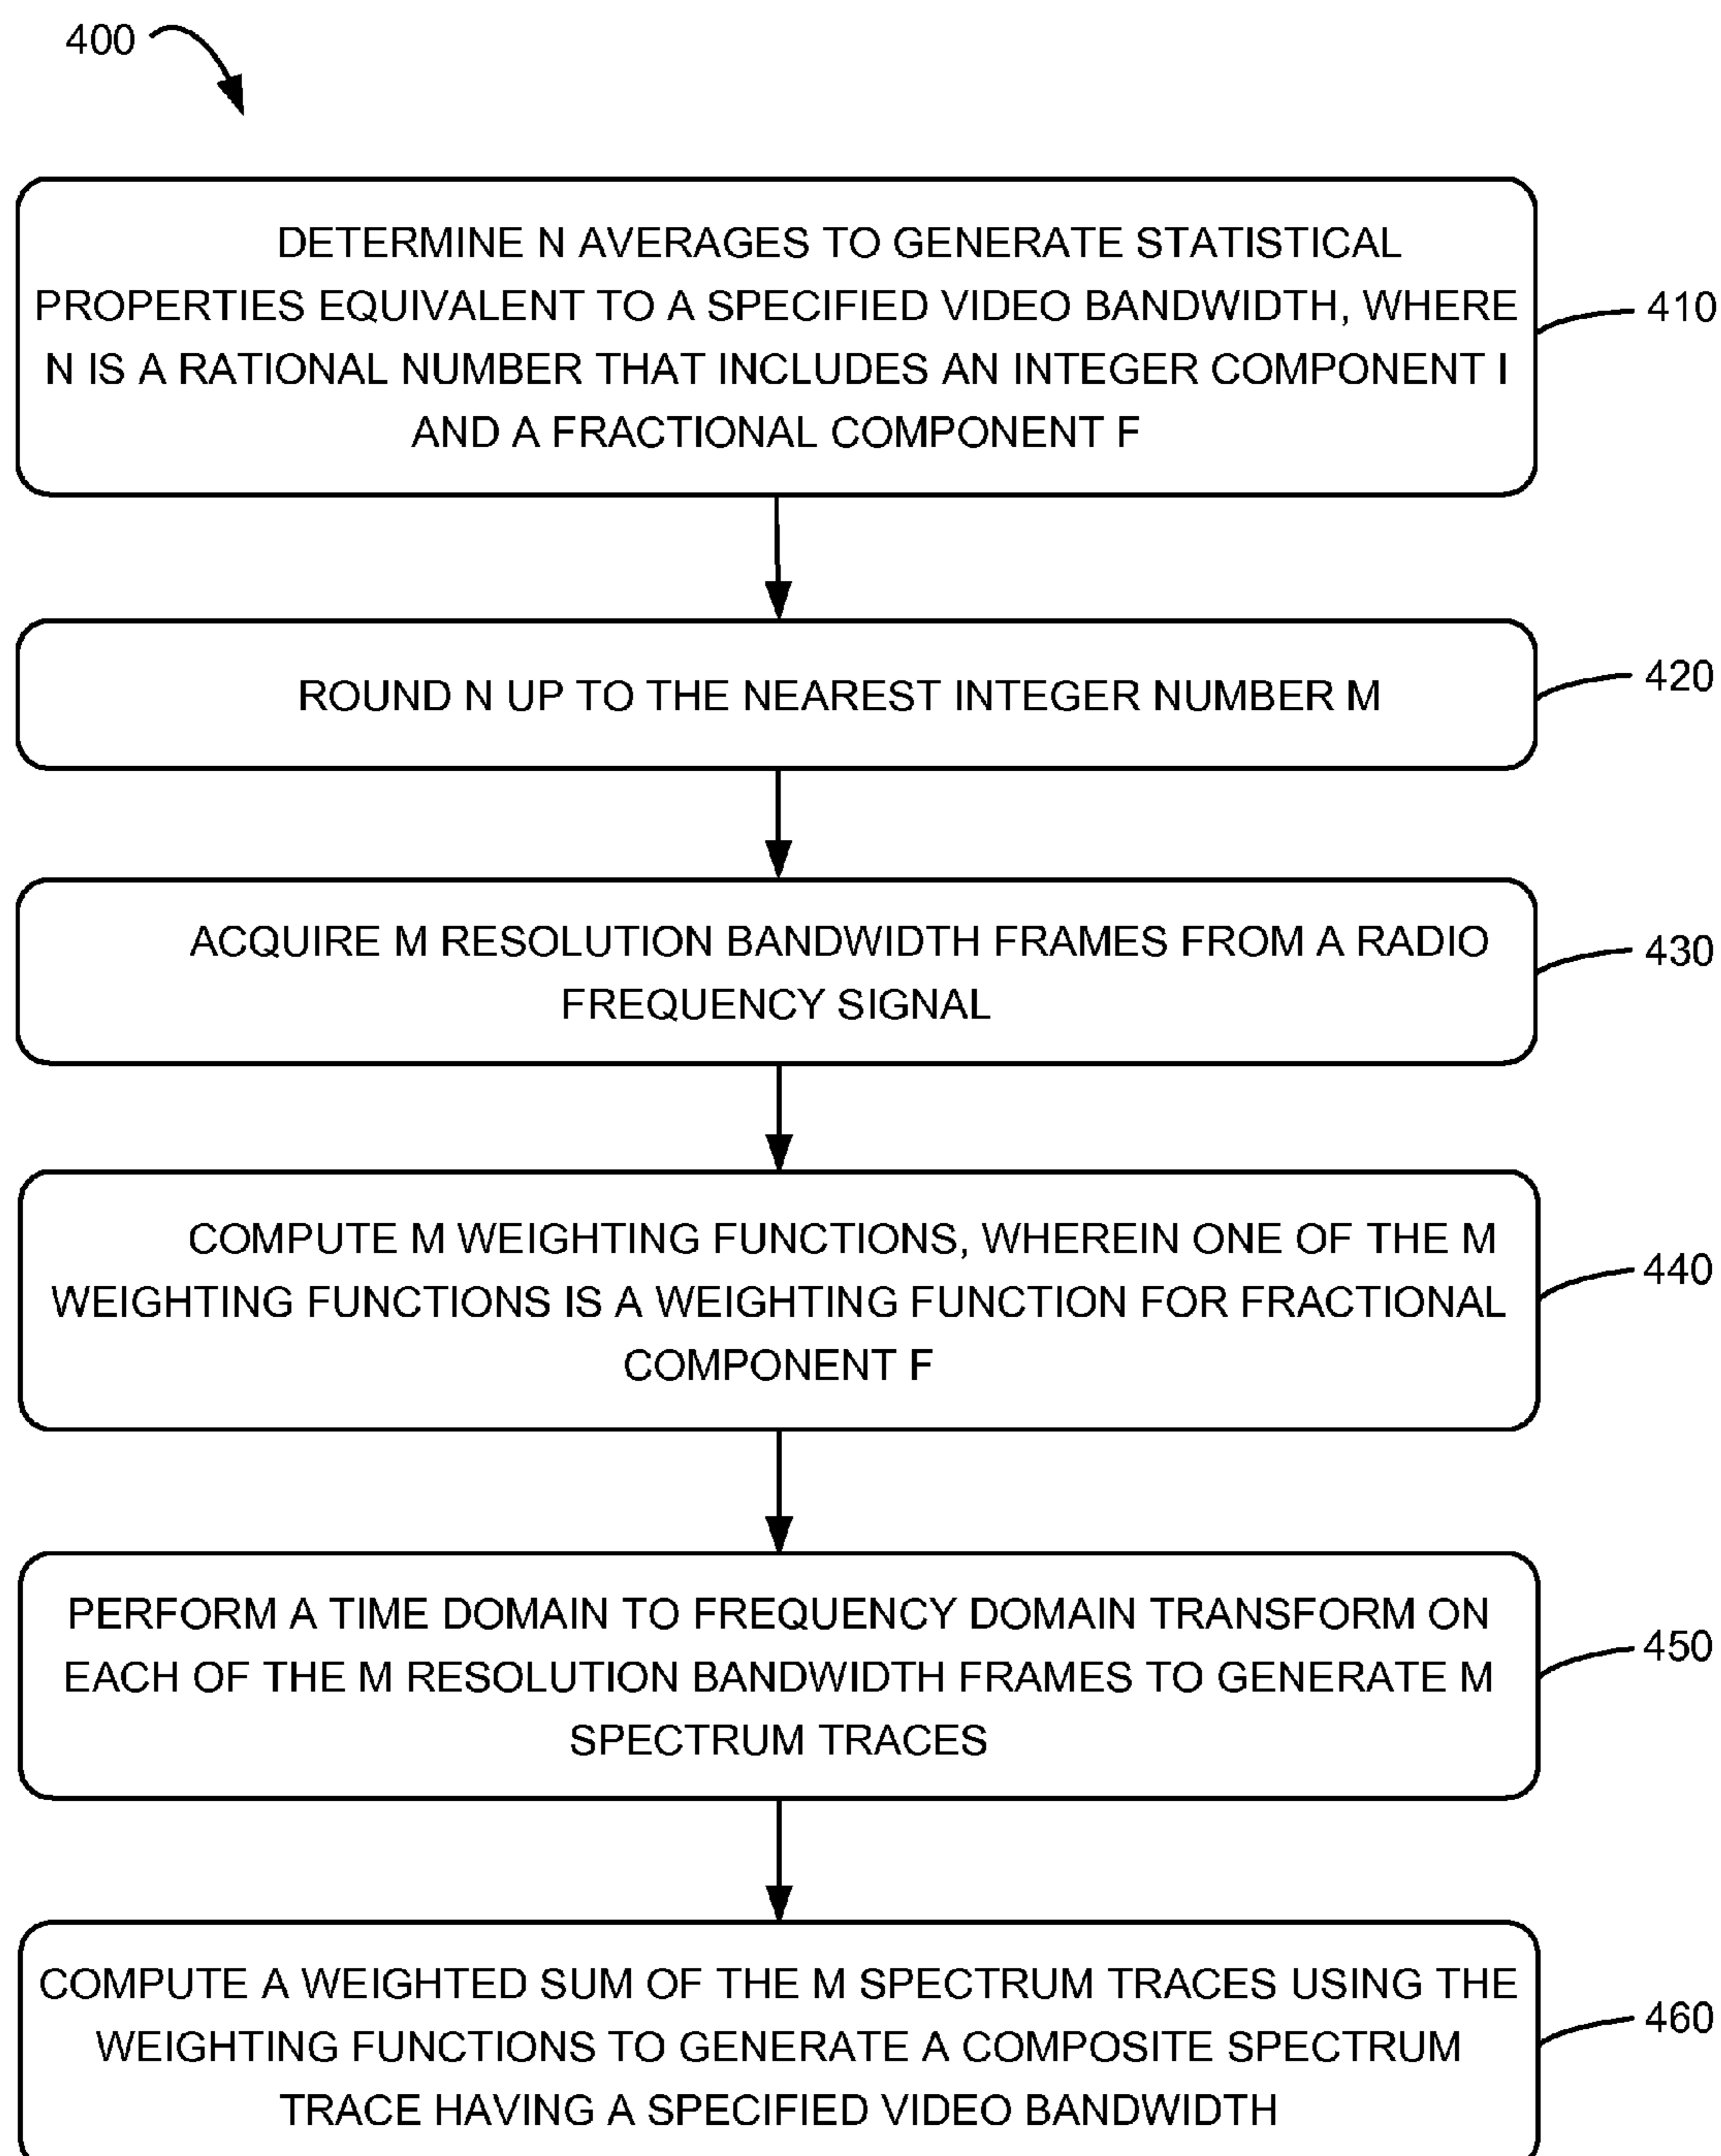 400
DETERMINE N AVERAGES TO GENERATE STATISTICAL
PROPERTIES EQUIVALENT TO A SPECIFIED VIDEO BANDWIDTH, WHERE
N IS A RATIONAL NUMBER THAT INCLUDES AN INTEGER COMPONENT I
AND A FRACTIONAL COMPONENT F
410
ROUND N UP TO THE NEAREST INTEGER NUMBER M
420
ACQUIRE M RESOLUTION BANDWIDTH FRAMES FROM A RADIO
FREQUENCY SIGNAL
430
COMPUTE M WEIGHTING FUNCTIONS, WHEREIN ONE OF THE M
WEIGHTING FUNCTIONS IS A WEIGHTING FUNCTION FOR FRACTIONAL
COMPONENT F
440
PERFORM A TIME DOMAIN TO FREQUENCY DOMAIN TRANSFORM ON
EACH OF THE M RESOLUTION BANDWIDTH FRAMES TO GENERATE M
SPECTRUM TRACES
450
COMPUTE A WEIGHTED SUM OF THE M SPECTRUM TRACES USING THE
WEIGHTING FUNCTIONS TO GENERATE A COMPOSITE SPECTRUM
TRACE HAVING A SPECIFIED VIDEO BANDWIDTH
460